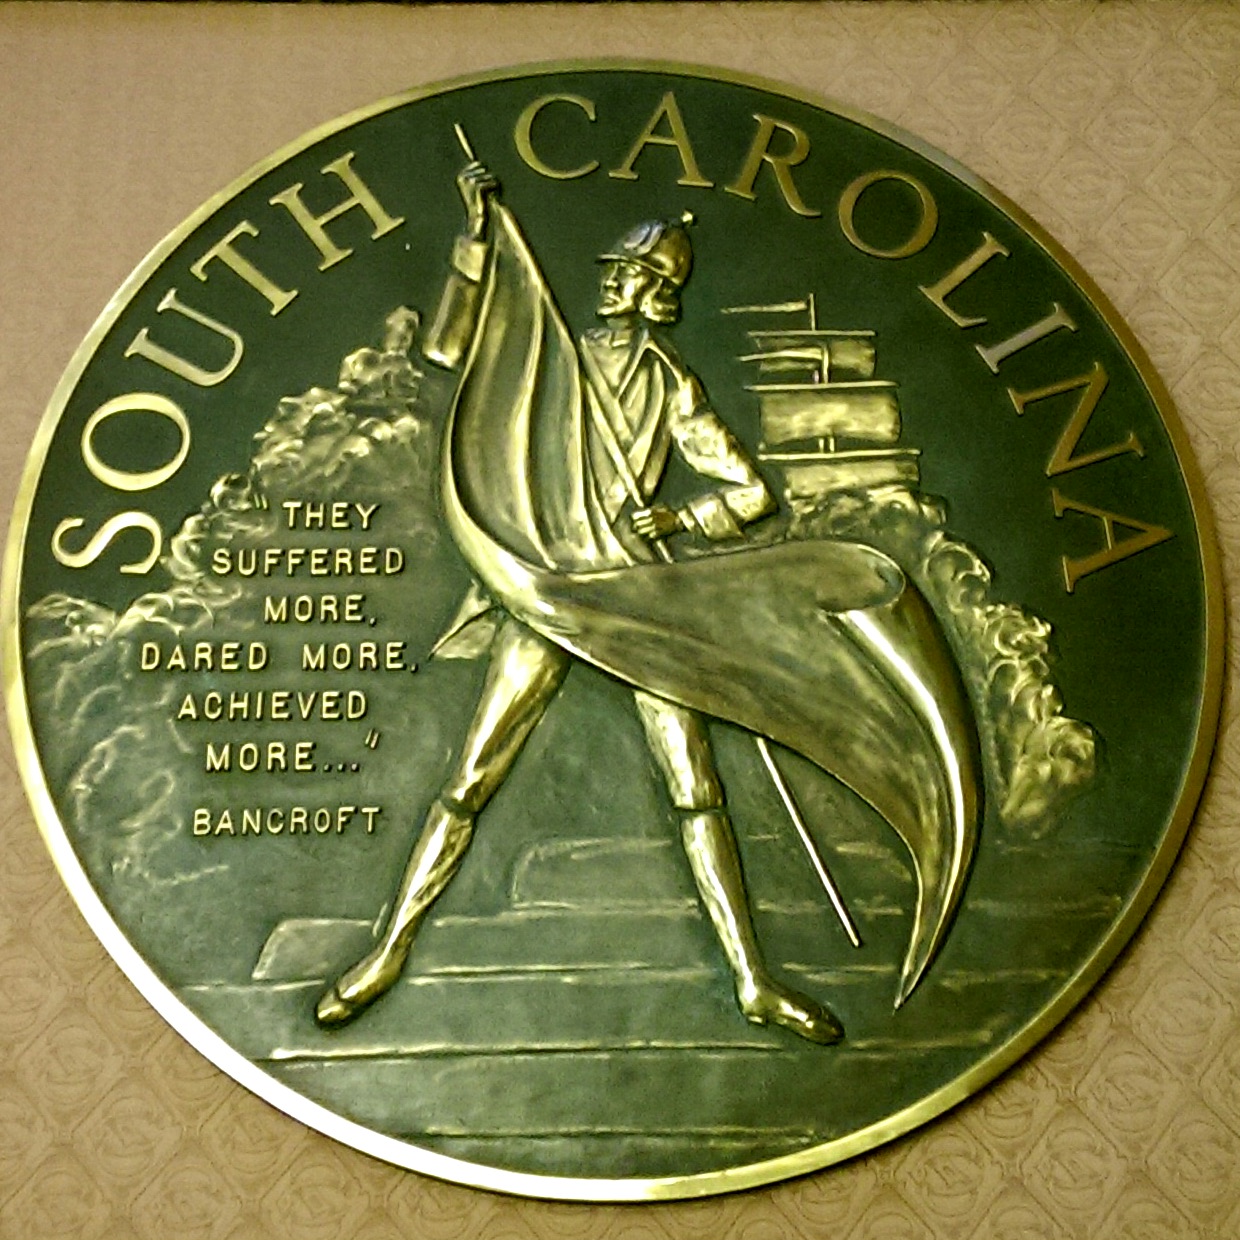 SOUTH CAROLINA
"THEY
SUFFERED
MORE,
DARED MORE,
ACHIEVED
MORE..."
BANCROFT